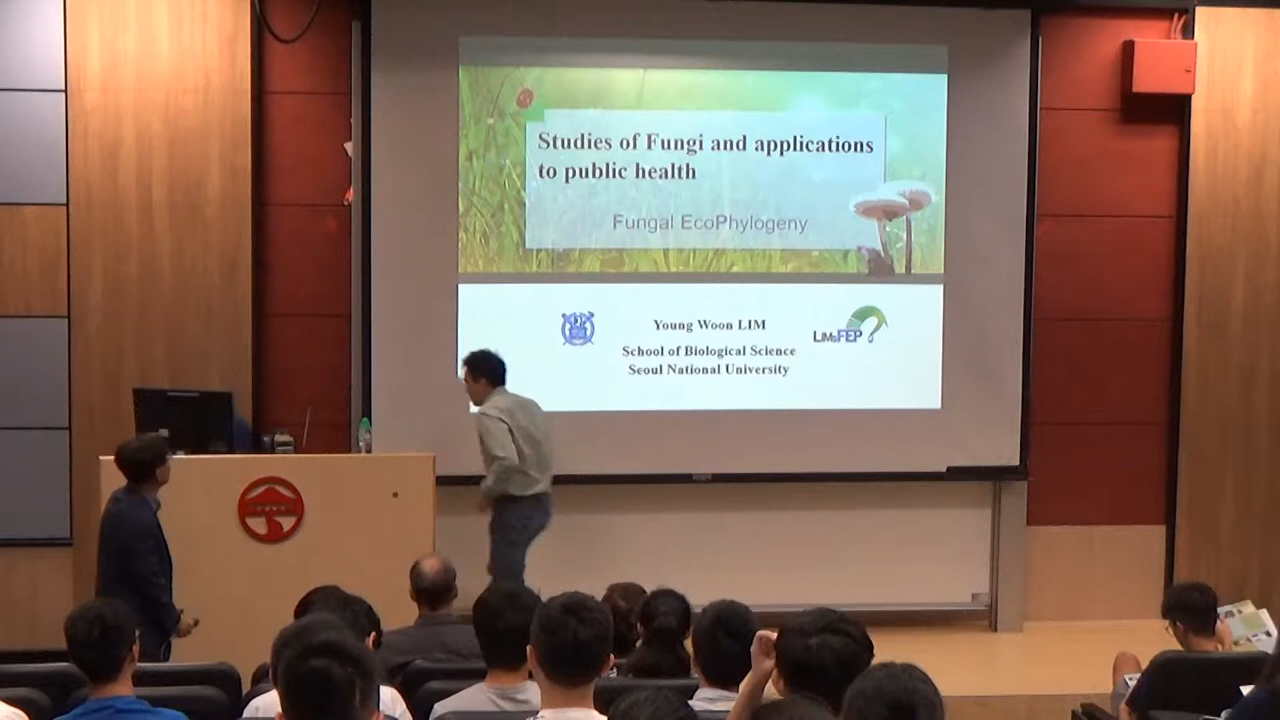 Studies of Fungi and applications
to public health
Fungal EcoPhylogeny
Young Woon LIM
LIMsFEP
School of Biological Science
Seoul National University